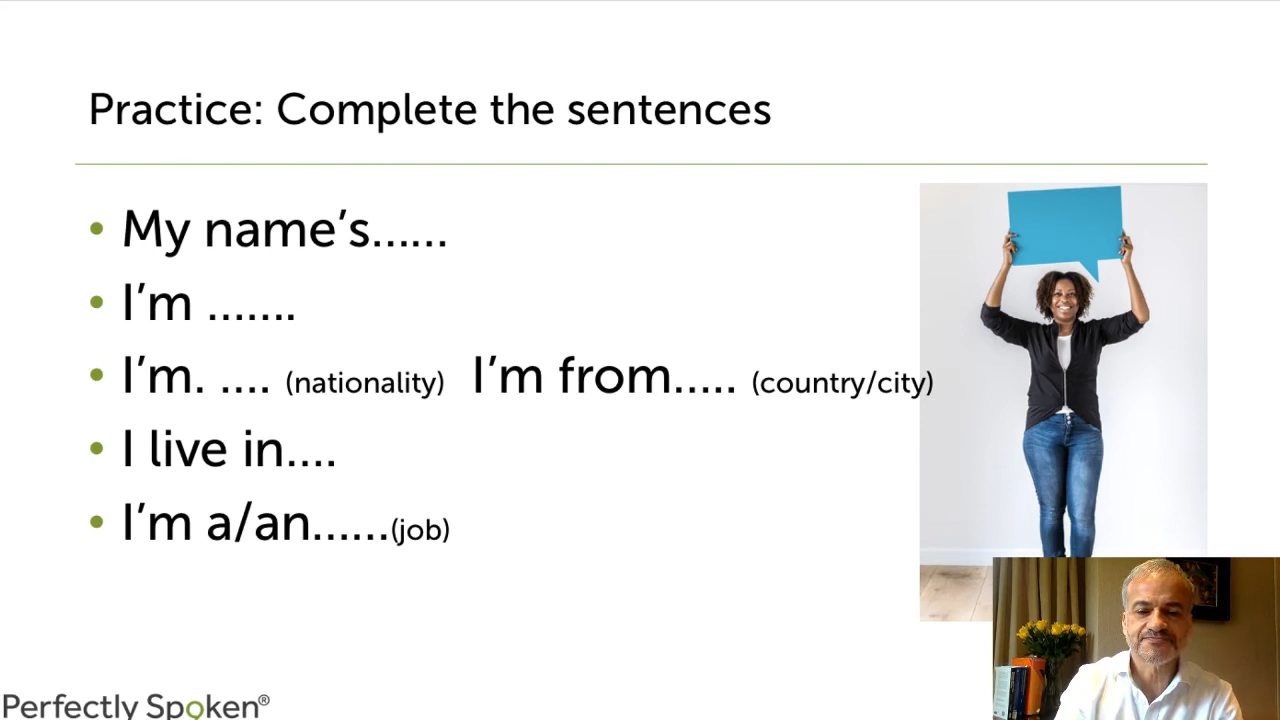 Practice: Complete the sentences
• My name’s......
• I’m .......
• I’m. .... (nationality) I’m from..... (country/city)
• I live in....
• I’m a/an......(job)
Perfectly Spoken®